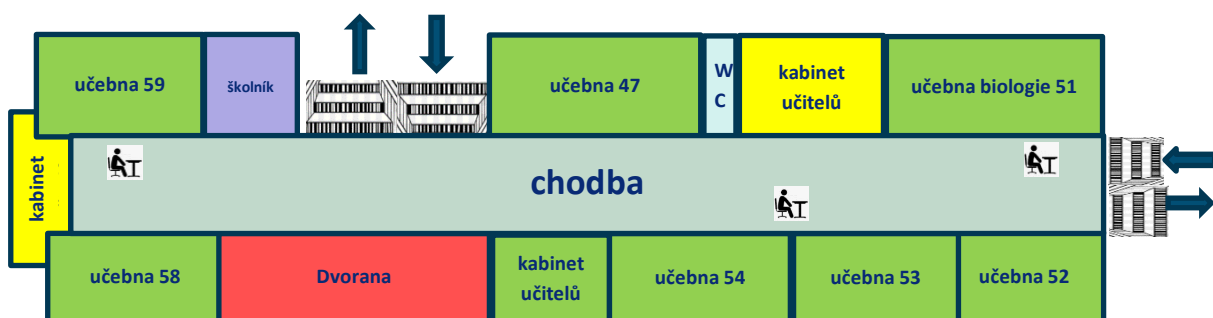 učebna 59
školník
učebna 47
W
C
kabinet
učitelů
učebna biologie 51
kabinet
chodba
učebna 58
Dvorana
kabinet
učitelů
učebna 54
učebna 53
učebna 52